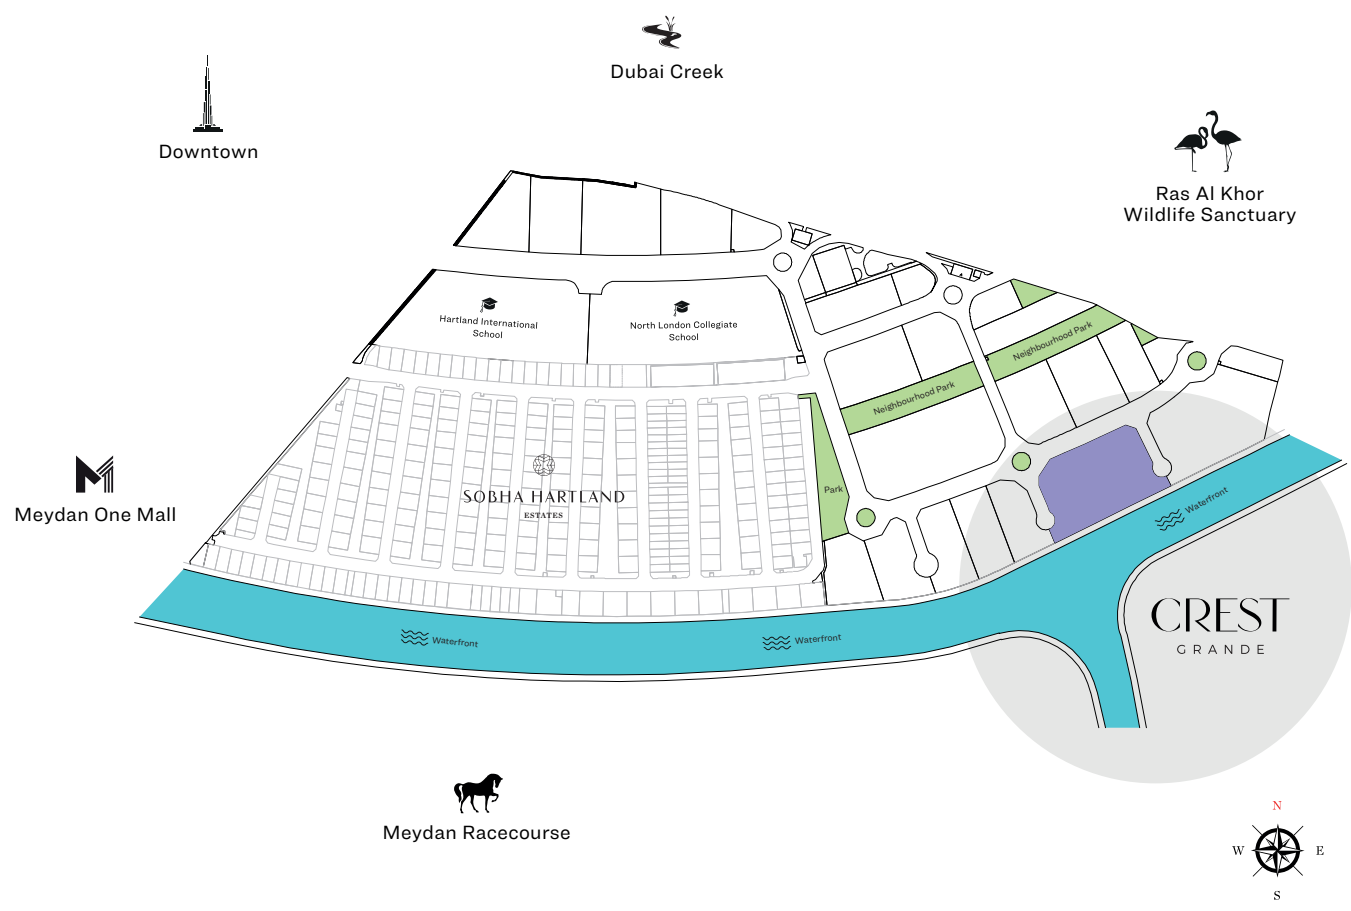 Dubai Creek
Downtown
Ras Al Khor
Wildlife Sanctuary
Hartland International
School
North London Collegiate
School
Neighbourhood Park
Neighbourhood Park
SOBHA HARTLAND
ESTATES
Park
Meydan One Mall
Waterfront
Waterfront
Waterfront
CREST
GRANDE
Meydan Racecourse
N
W
E
S